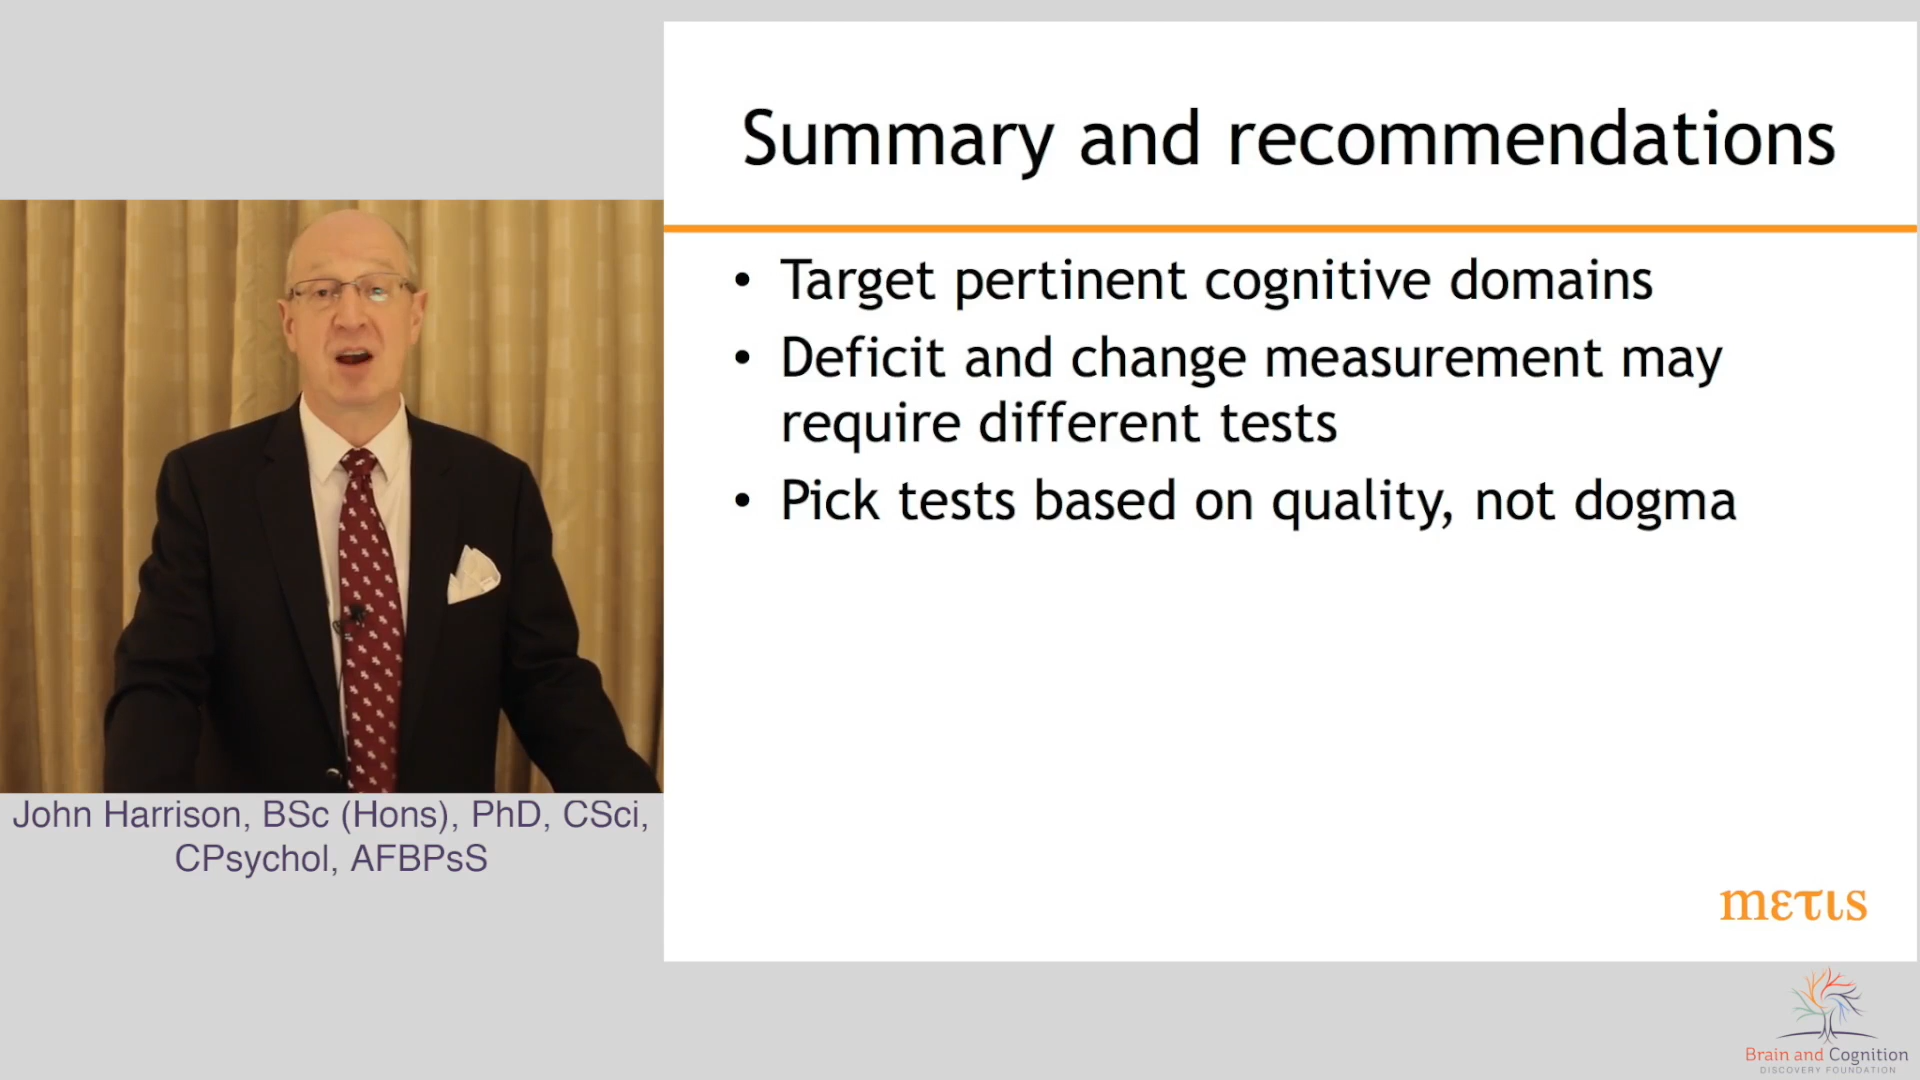 Summary and recommendations
• Target pertinent cognitive domains
• Deficit and change measurement may
require different tests
• Pick tests based on quality, not dogma
John Harrison, BSc (Hons), PhD, CSci,
CPsychol, AFBPsS
mετιs
Brain and Cognition
DISCOVERY FOUNDATION